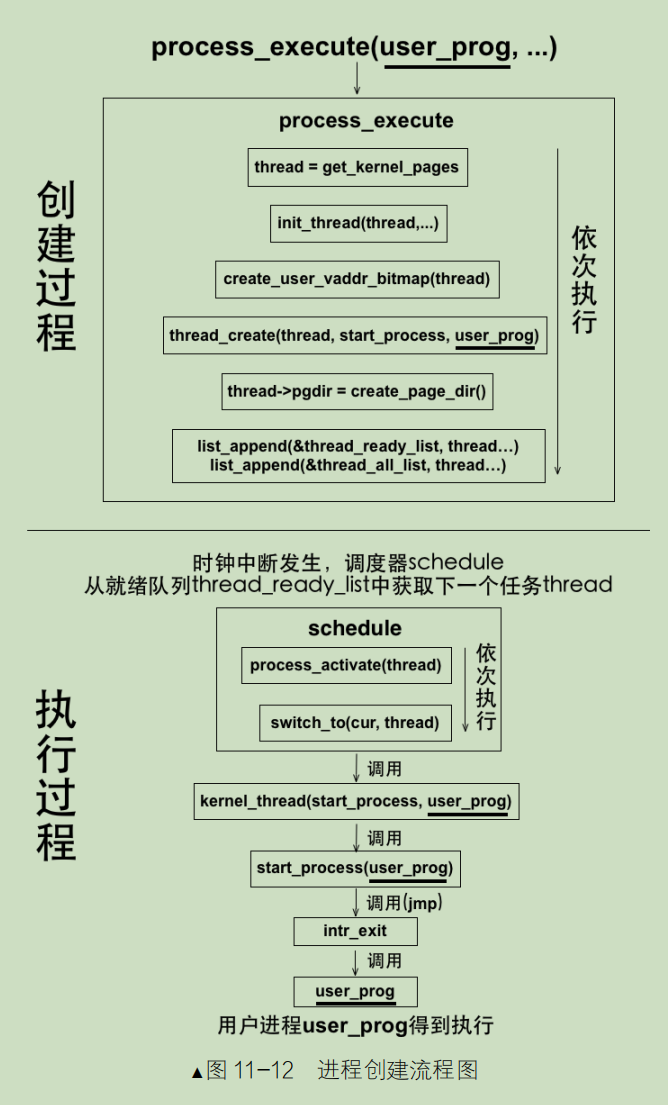 process_execute(user_prog, ...)
创建过程
process_execute
thread = get_kernel_pages
init_thread(thread,...)
create_user_vaddr_bitmap(thread)
thread_create(thread, start_process, user_prog)
thread->pgdir = create_page_dir()
list_append(&thread_ready_list, thread…)
list_append(&thread_all_list, thread…)
依次执行
执行过程
时钟中断发生，调度器schedule
从就绪队列thread_ready_list中获取下一个任务thread
schedule
process_activate(thread)
switch_to(cur, thread)
依次执行
调用
kernel_thread(start_process, user_prog)
调用
start_process(user_prog)
调用(jmp)
intr_exit
调用
user_prog
用户进程user_prog得到执行
▲图 11-12 进程创建流程图